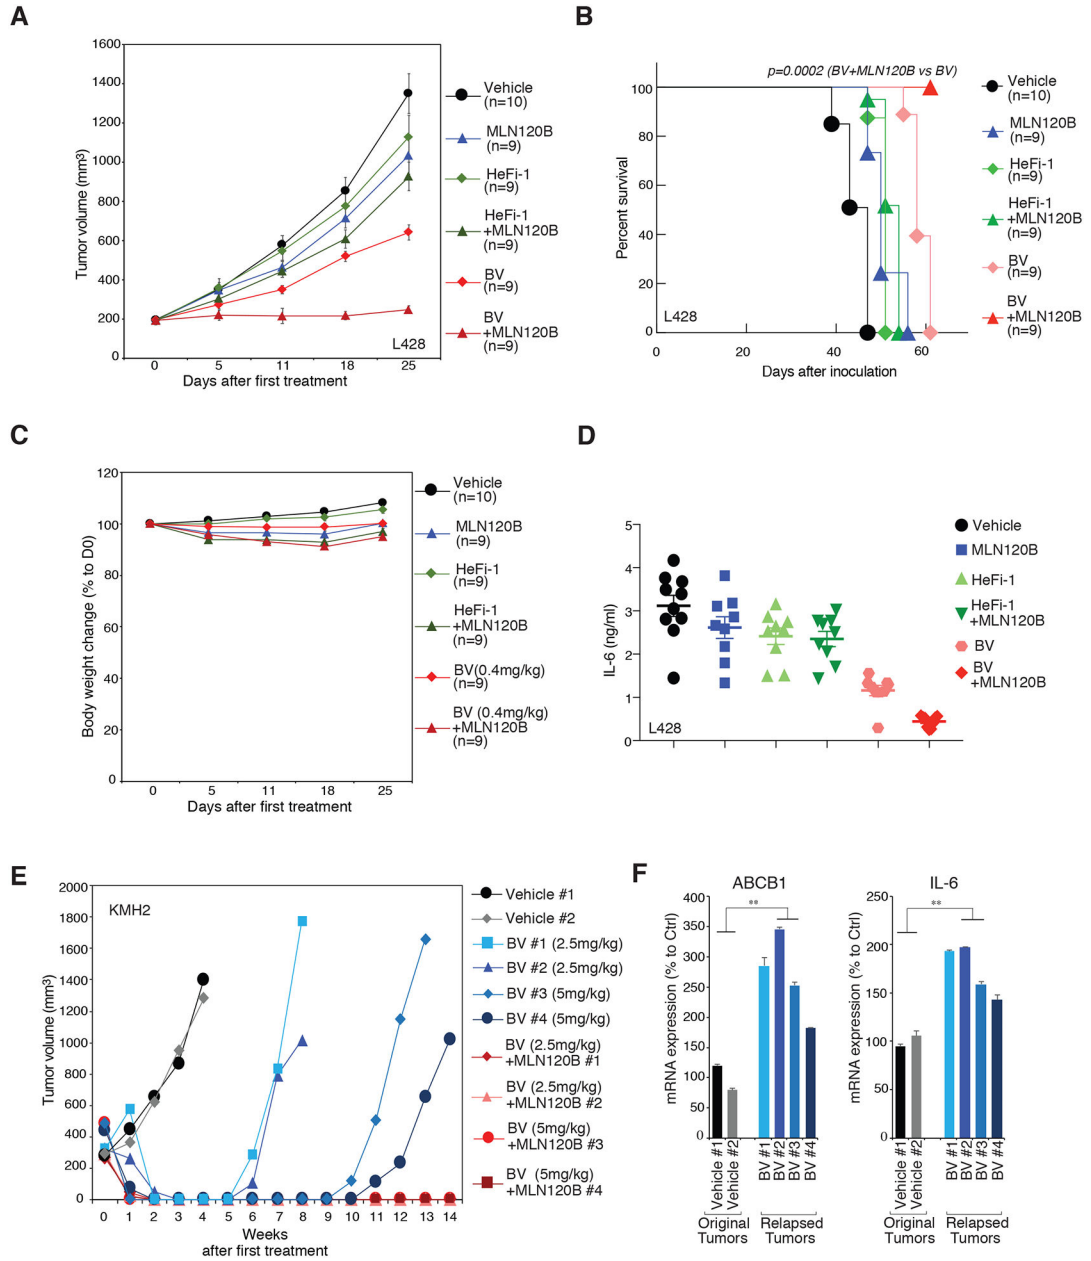 A
1600
1400
1200
1000
800
600
400
200
0
Tumor volume (mm³)
0 5 11 18 25
Days after first treatment
L428
Vehicle
(n=10)
MLN120B
(n=9)
HeFi-1
(n=9)
HeFi-1
+MLN120B
(n=9)
BV
(n=9)
BV
+MLN120B
(n=9)
B
p=0.0002 (BV+MLN120B vs BV)
100
80
60
40
20
0
Percent survival
L428
0 20 40 60
Days after inoculation
Vehicle
(n=10)
MLN120B
(n=9)
HeFi-1
(n=9)
HeFi-1
+MLN120B
(n=9)
BV
(n=9)
BV
+MLN120B
(n=9)
C
120
100
80
60
40
20
0
Body weight change (% to D0)
0 5 11 18 25
Days after first treatment
Vehicle
(n=10)
MLN120B
(n=9)
HeFi-1
(n=9)
HeFi-1
+MLN120B
(n=9)
BV(0.4mg/kg)
(n=9)
BV (0.4mg/kg)
+MLN120B
(n=9)
D
5
4
3
2
1
0
IL-6 (ng/ml)
L428
Vehicle
MLN120B
HeFi-1
HeFi-1
+MLN120B
BV
BV
+MLN120B
E
2000
1800
1600
1400
1200
1000
800
600
400
200
0
Tumor volume (mm³)
KMH2
0 1 2 3 4 5 6 7 8 9 10 11 12 13 14
Weeks
after first treatment
Vehicle #1
Vehicle #2
BV #1 (2.5mg/kg)
BV #2 (2.5mg/kg)
BV #3 (5mg/kg)
BV #4 (5mg/kg)
BV (2.5mg/kg)
+MLN120B #1
BV (2.5mg/kg)
+MLN120B #2
BV (5mg/kg)
+MLN120B #3
BV (5mg/kg)
+MLN120B #4
F
ABCB1
**
400
350
300
250
200
150
100
50
0
mRNA expression (% to Ctrl)
Vehicle #1
Vehicle #2
BV #1
BV #2
BV #3
BV #4
Original
Tumors
Relapsed
Tumors
IL-6
**
250
200
150
100
50
0
mRNA expression (% to Ctrl)
Vehicle #1
Vehicle #2
BV #1
BV #2
BV #3
BV #4
Original
Tumors
Relapsed
Tumors